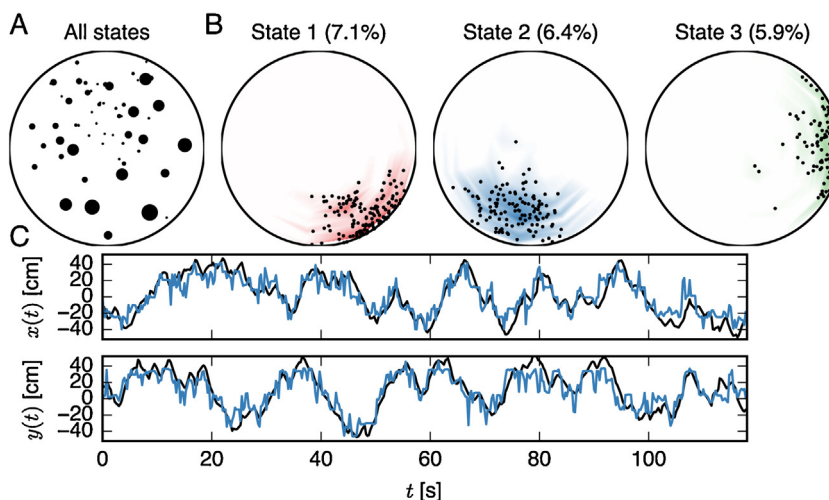 A
All states
B
State 1 (7.1%)
State 2 (6.4%)
State 3 (5.9%)
C
x(t) [cm]
40
20
0
−20
−40
y(t) [cm]
40
20
0
−20
−40
0 20 40 60 80 100
t [s]